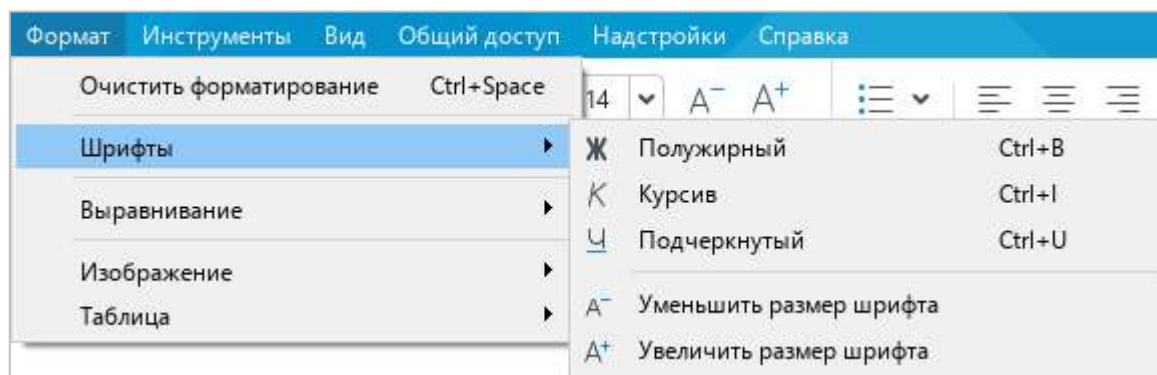 Формат Инструменты Вид Общий доступ Надстройки Справка
Очистить форматирование Ctrl+Space
14 A⁻ A⁺
Шрифты
Ж Полужирный Ctrl+B
К Курсив Ctrl+I
Выравнивание
Ч Подчеркнутый Ctrl+U
Изображение
A⁻ Уменьшить размер шрифта
Таблица
A⁺ Увеличить размер шрифта